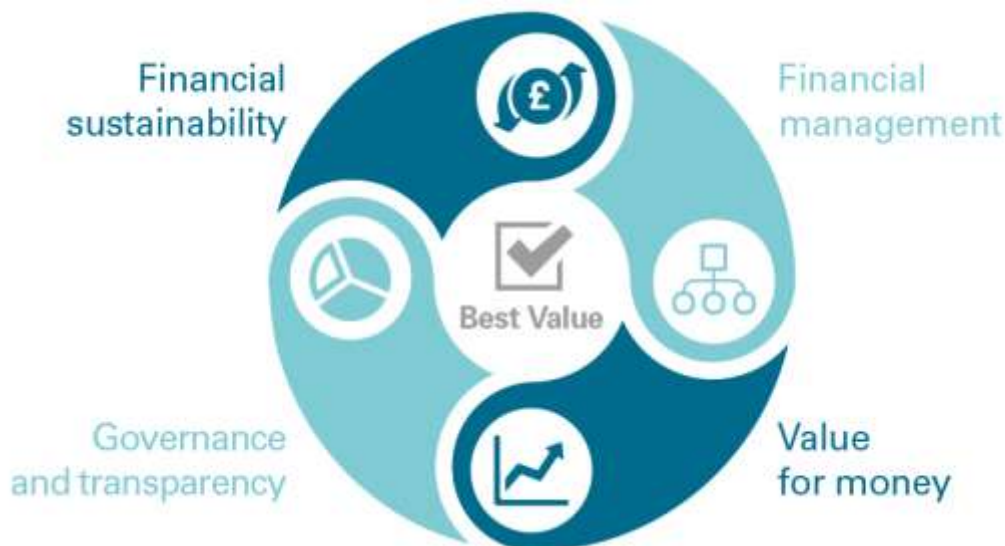 Financial
sustainability
Financial
management
£
Best Value
Governance
and transparency
Value
for money